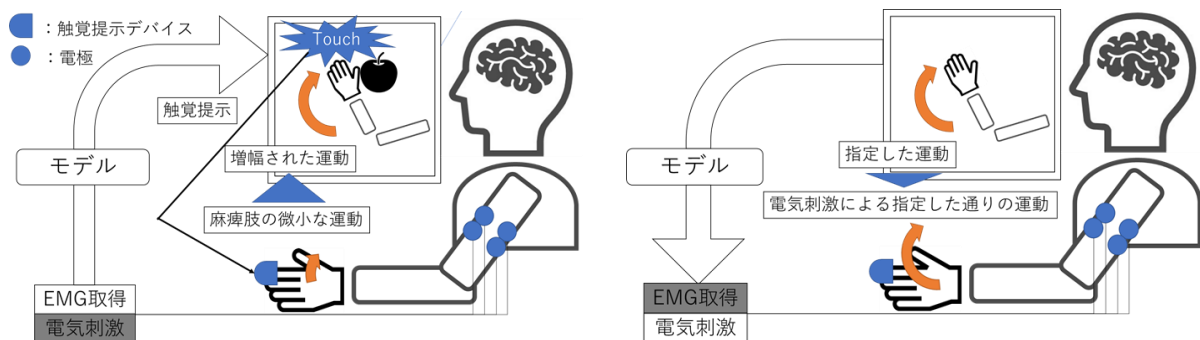 ：触覚提示デバイス
：電極
Touch
触覚提示
モデル
増幅された運動
麻痺肢の微小な運動
EMG取得
電気刺激
モデル
指定した運動
電気刺激による指定した通りの運動
EMG取得
電気刺激